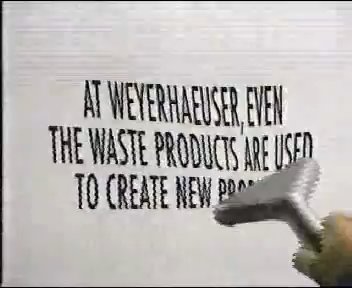 AT WEYERHAEUSER, EVEN
THE WASTE PRODUCTS ARE USED
TO CREATE NEW